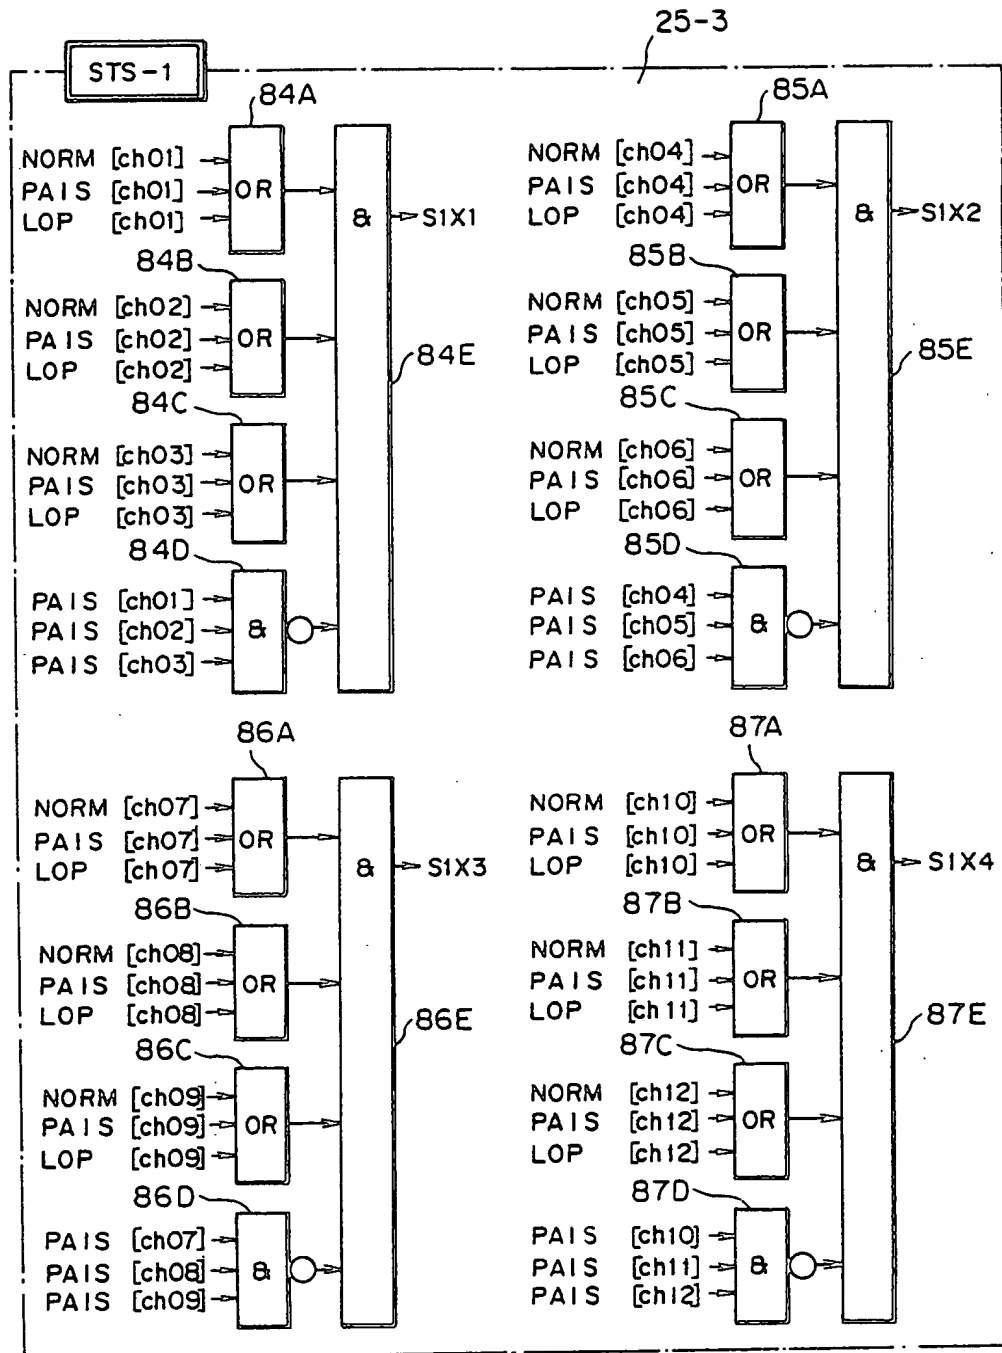 25-3
STS-1
84A
NORM [ch01]
PAIS [ch01]
LOP [ch01]
OR
84B
NORM [ch02]
PAIS [ch02]
LOP [ch02]
OR
84C
NORM [ch03]
PAIS [ch03]
LOP [ch03]
OR
84D
PAIS [ch01]
PAIS [ch02]
PAIS [ch03]
&
&
S1X1
84E
85A
NORM [ch04]
PAIS [ch04]
LOP [ch04]
OR
85B
NORM [ch05]
PAIS [ch05]
LOP [ch05]
OR
85C
NORM [ch06]
PAIS [ch06]
LOP [ch06]
OR
85D
PAIS [ch04]
PAIS [ch05]
PAIS [ch06]
&
&
S1X2
85E
86A
NORM [ch07]
PAIS [ch07]
LOP [ch07]
OR
86B
NORM [ch08]
PAIS [ch08]
LOP [ch08]
OR
86C
NORM [ch09]
PAIS [ch09]
LOP [ch09]
OR
86D
PAIS [ch07]
PAIS [ch08]
PAIS [ch09]
&
&
S1X3
86E
87A
NORM [ch10]
PAIS [ch10]
LOP [ch10]
OR
87B
NORM [ch11]
PAIS [ch11]
LOP [ch11]
OR
87C
NORM [ch12]
PAIS [ch12]
LOP [ch12]
OR
87D
PAIS [ch10]
PAIS [ch11]
PAIS [ch12]
&
&
S1X4
87E